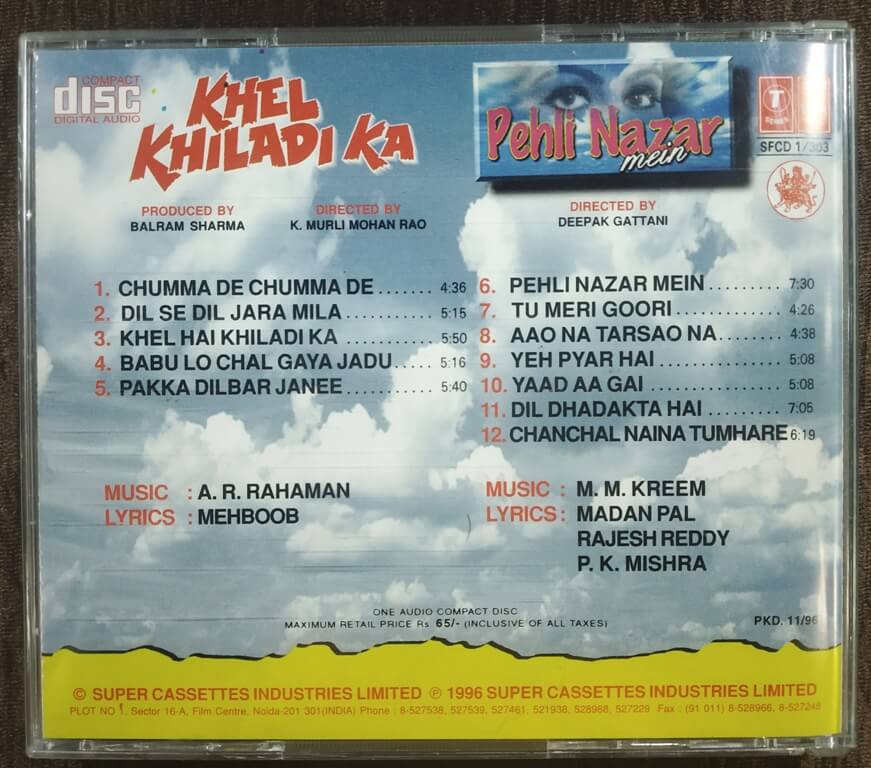 COMPACT
disc
DIGITAL AUDIO
KHEL
KHILADI KA
Pehli Nazar
mein
T
SFCD 1/303
PRODUCED BY
BALRAM SHARMA
DIRECTED BY
K. MURLI MOHAN RAO
DIRECTED BY
DEEPAK GATTANI
1. CHUMMA DE CHUMMA DE ....... 4:36
2. DIL SE DIL JARA MILA ............ 5:15
3. KHEL HAI KHILADI KA ............. 5:50
4. BABU LO CHAL GAYA JADU ..... 5:16
5. PAKKA DILBAR JANEE ............ 5:40
MUSIC : A. R. RAHAMAN
LYRICS : MEHBOOB
6. PEHLI NAZAR MEIN ......... 7:30
7. TU MERI GOORI ............. 4:26
8. AAO NA TARSAO NA ........ 4:38
9. YEH PYAR HAI ............... 5:08
10. YAAD AA GAI ................ 5:08
11. DIL DHADAKTA HAI ......... 7:05
12. CHANCHAL NAINA TUMHARE 6:19
MUSIC : M. M. KREEM
LYRICS : MADAN PAL
RAJESH REDDY
P. K. MISHRA
ONE AUDIO COMPACT DISC
MAXIMUM RETAIL PRICE Rs 65/- (INCLUSIVE OF ALL TAXES)
PKD. 11/96
© SUPER CASSETTES INDUSTRIES LIMITED ℗ 1996 SUPER CASSETTES INDUSTRIES LIMITED
PLOT NO 1, Sector 16-A, Film Centre, Noida-201 301(INDIA) Phone : 8-527538, 527539, 527461, 521938, 528988, 527229 Fax : (91 011) 8-528966, 8-527248